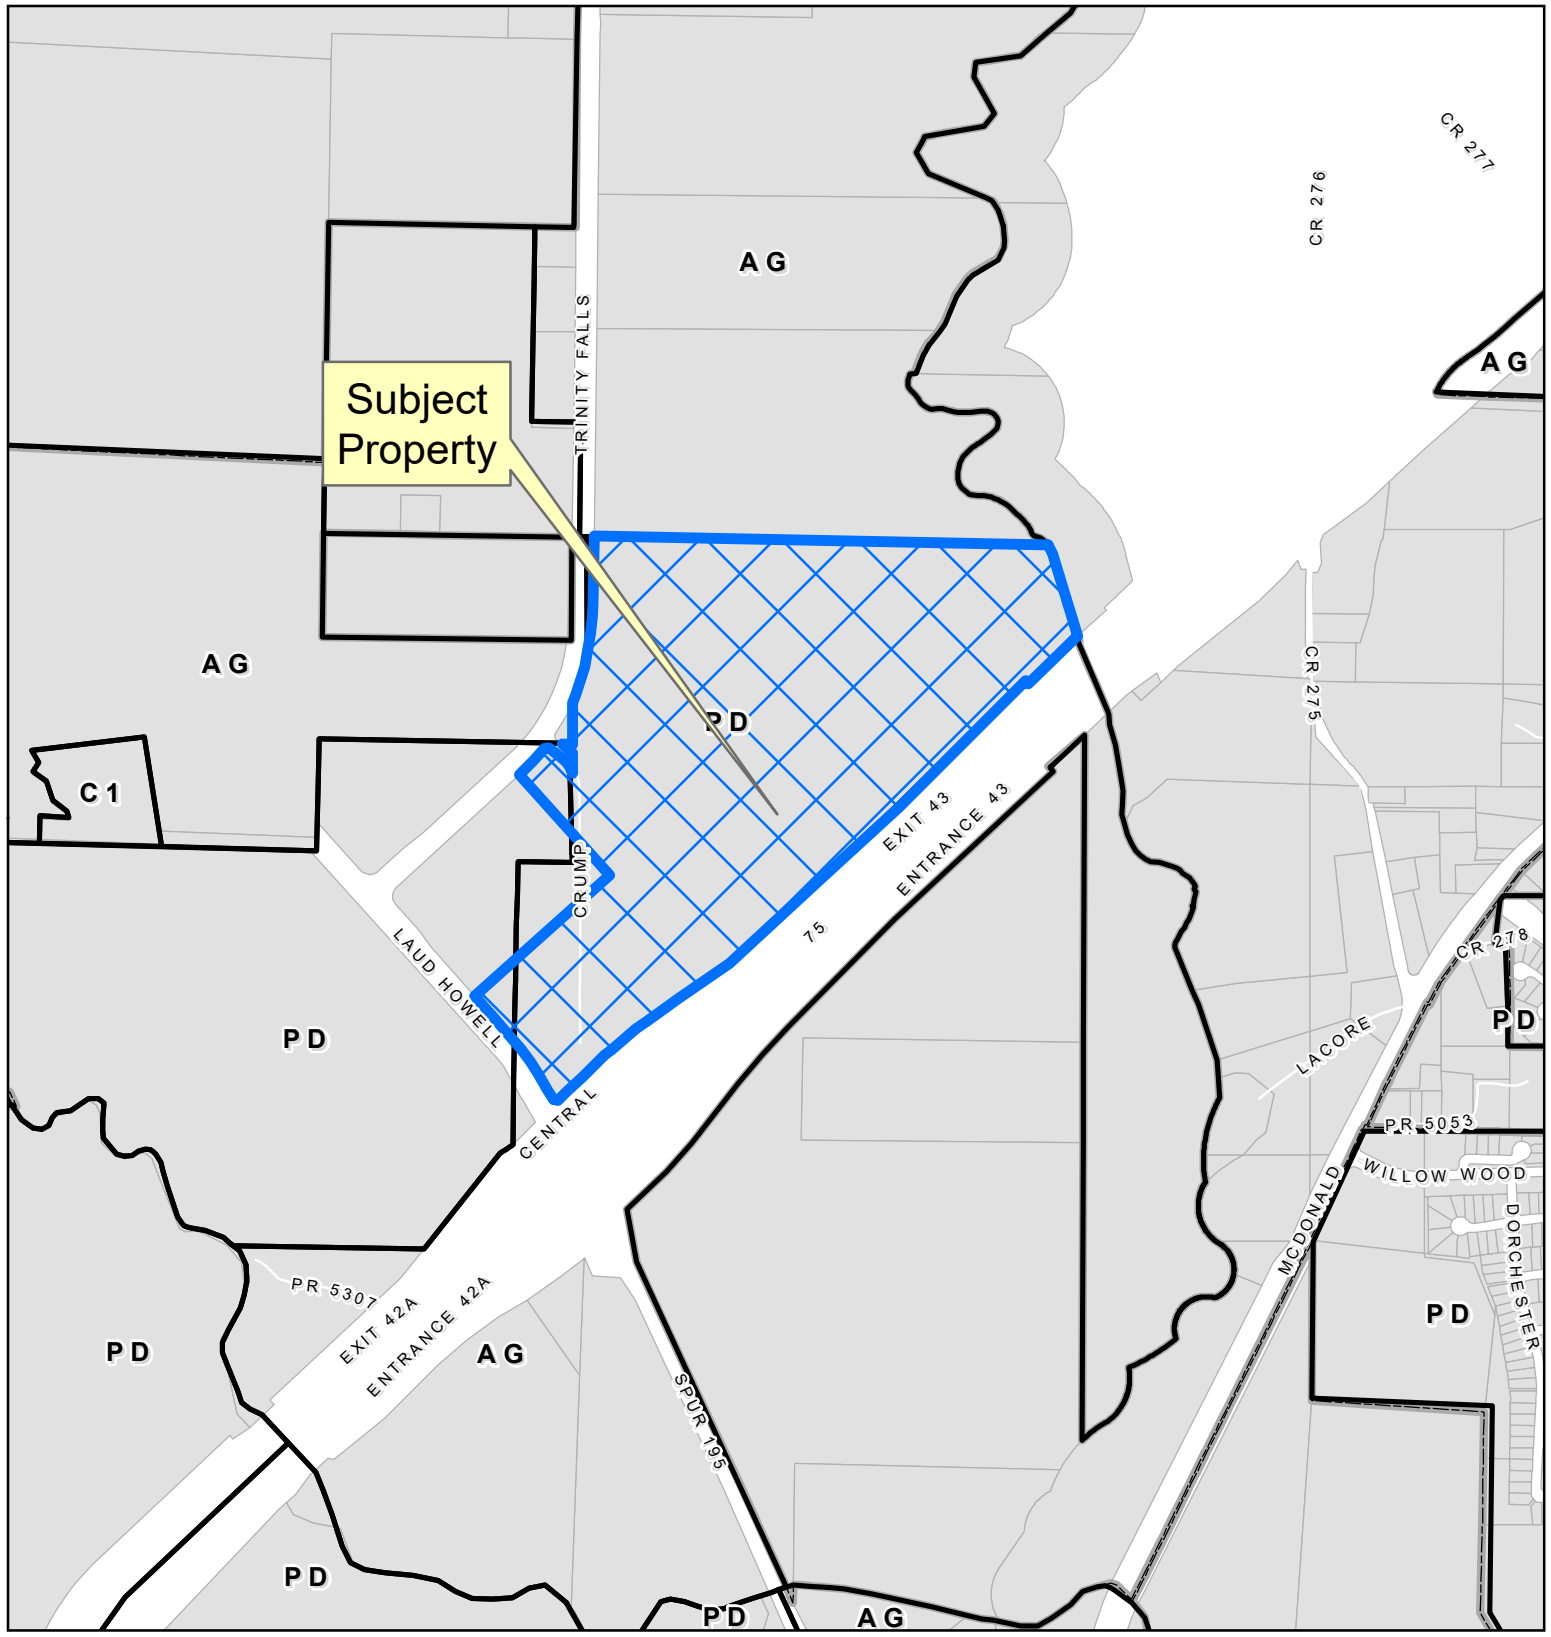 CR 277
CR 276
AG
TRINITY FALLS
AG
Subject
Property
CR 275
AG
PD
C1
EXIT 43
ENTRANCE 43
CRUMP
75
LAUD HOWELL
CR 278
PD
PD
LACORE
CENTRAL
PR 5053
WILLOW WOOD
MCDONALD
DORCHESTER
PR 5307
EXIT 42A
ENTRANCE 42A
PD
PD
AG
SPUR 195
PD
PD
AG